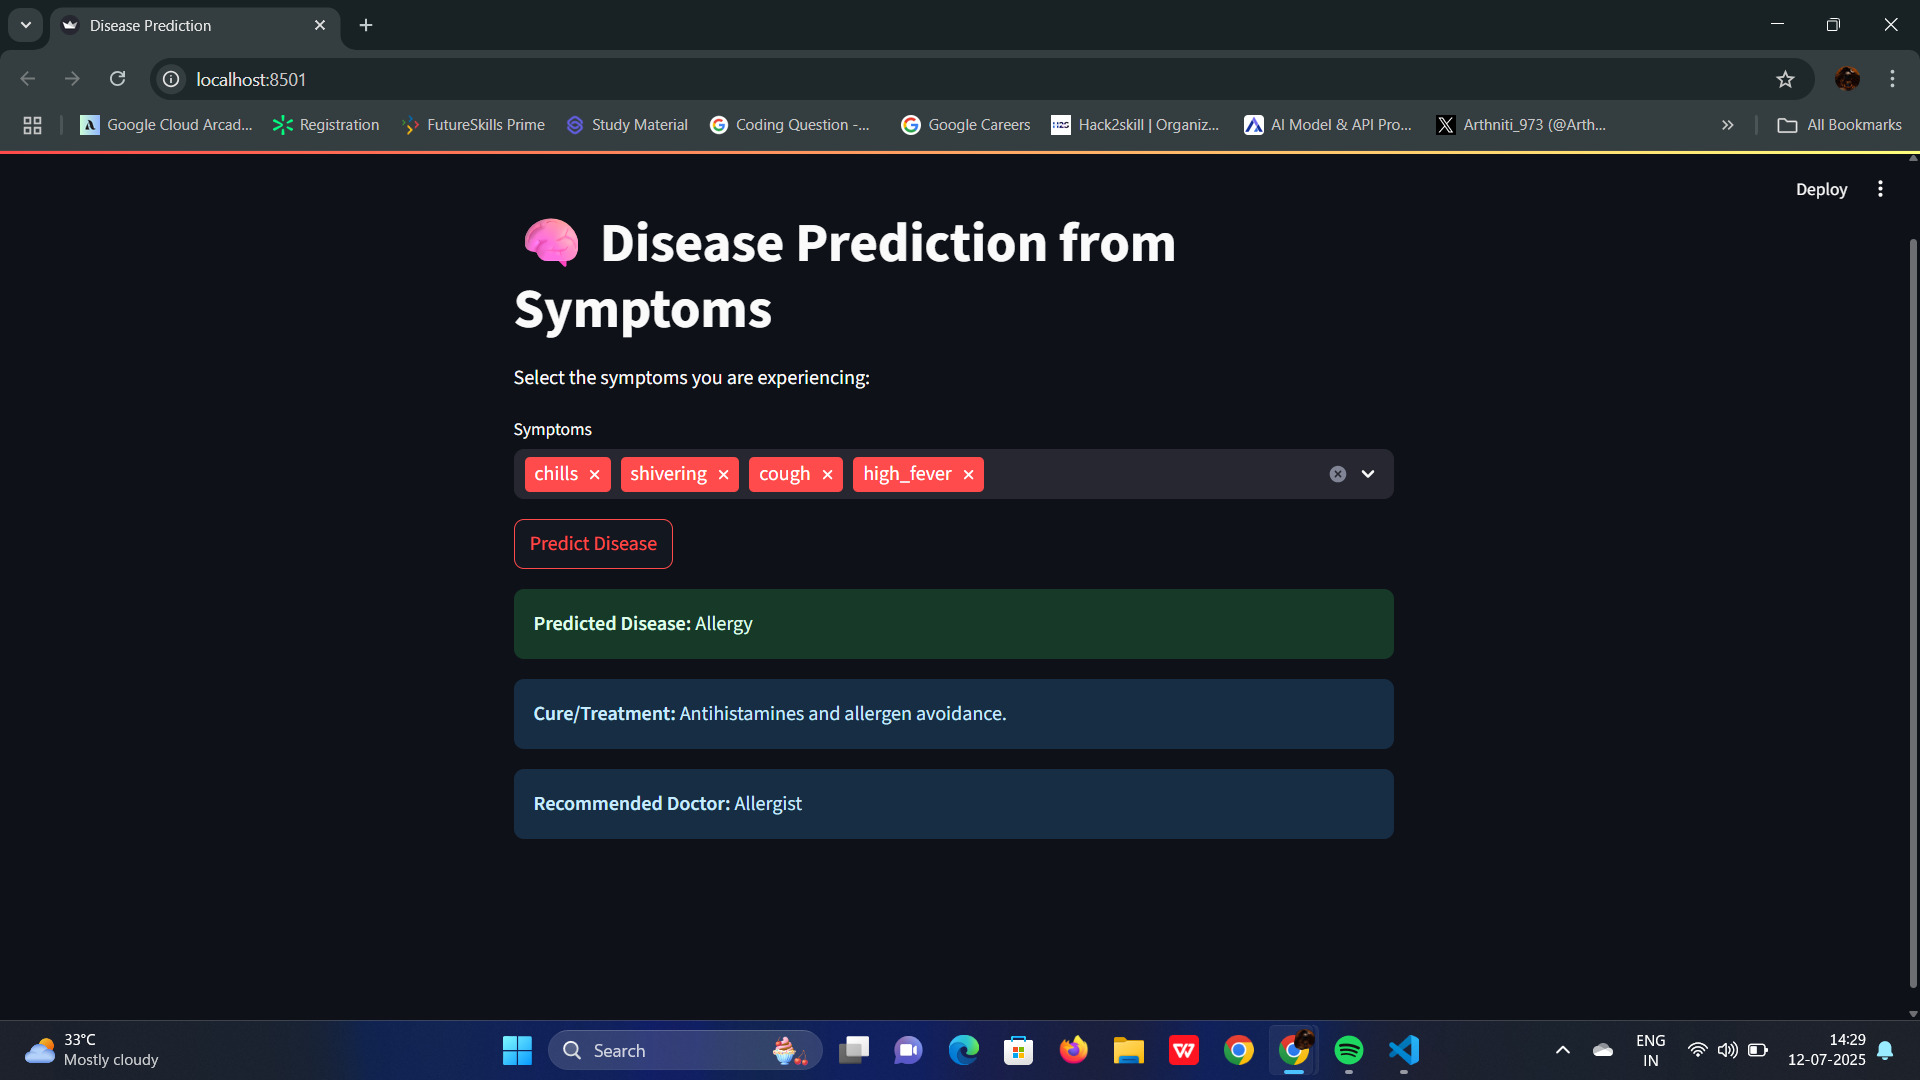 Disease Prediction
localhost:8501
Google Cloud Arcad...
Registration
FutureSkills Prime
Study Material
Coding Question -...
Google Careers
H2S
Hack2skill | Organiz...
AI Model & API Pro...
Arthniti_973 (@Arth...
All Bookmarks
Deploy
Disease Prediction from
Symptoms
Select the symptoms you are experiencing:
Symptoms
chills
shivering
cough
high_fever
Predict Disease
Predicted Disease: Allergy
Cure/Treatment: Antihistamines and allergen avoidance.
Recommended Doctor: Allergist
33°C
Mostly cloudy
Search
ENG
IN
14:29
12-07-2025